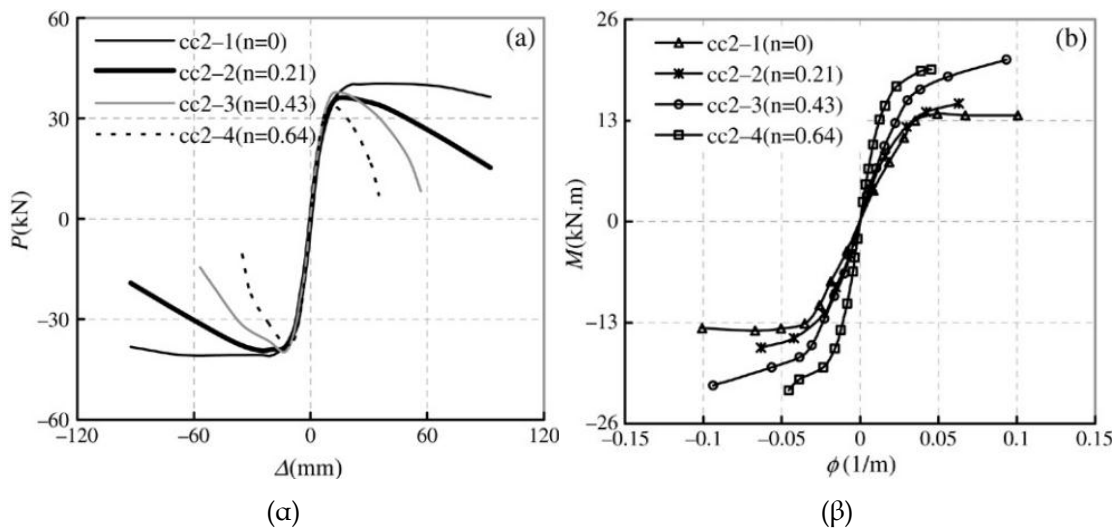 60
30
0
−30
−60
P(kN)
cc2–1(n=0)
cc2–2(n=0.21)
cc2–3(n=0.43)
cc2–4(n=0.64)
(a)
−120
−60
0
60
120
Δ(mm)
(α)
26
13
0
−13
−26
M(kN.m)
cc2–1(n=0)
cc2–2(n=0.21)
cc2–3(n=0.43)
cc2–4(n=0.64)
(b)
−0.15
−0.1
−0.05
0
0.05
0.1
0.15
ϕ(1/m)
(β)